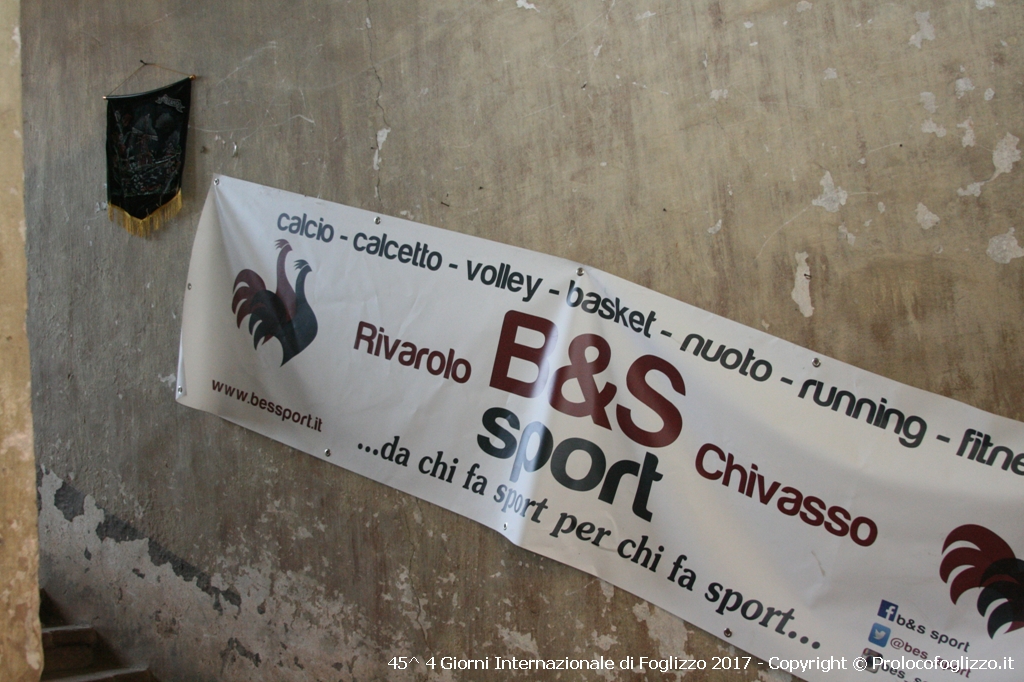 calcio - calcetto - volley - basket - nuoto - running - fitne
Rivarolo B&S Chivasso
sport
www.bessport.it
...da chi fa sport per chi fa sport...
b&s sport
@bes sport
45^ 4 Giorni Internazionale di Foglizzo 2017 - Copyright © Prolocofoglizzo.it